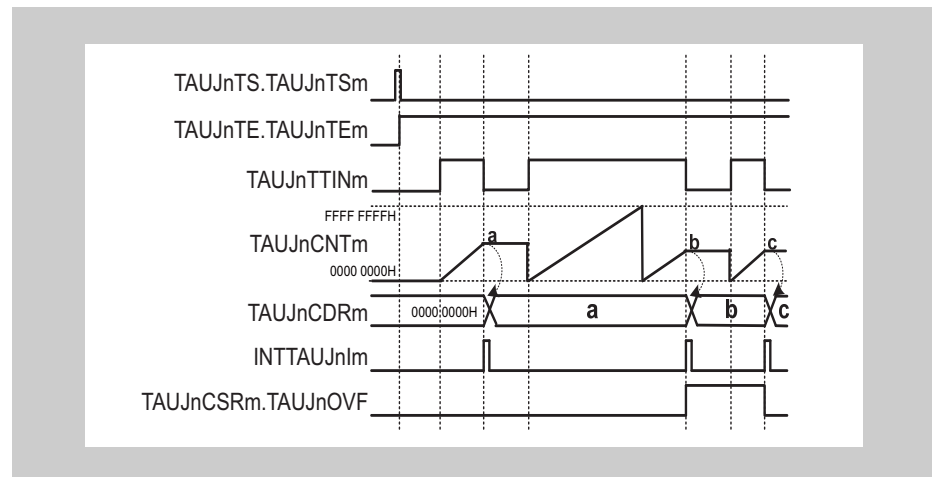 TAUJnTS.TAUJnTSm
TAUJnTE.TAUJnTEm
TAUJnTTINm
FFFF FFFFH
TAUJnCNTm
a
b
c
0000 0000H
TAUJnCDRm
0000 0000H
a
b
c
INTTAUJnIm
TAUJnCSRm.TAUJnOVF